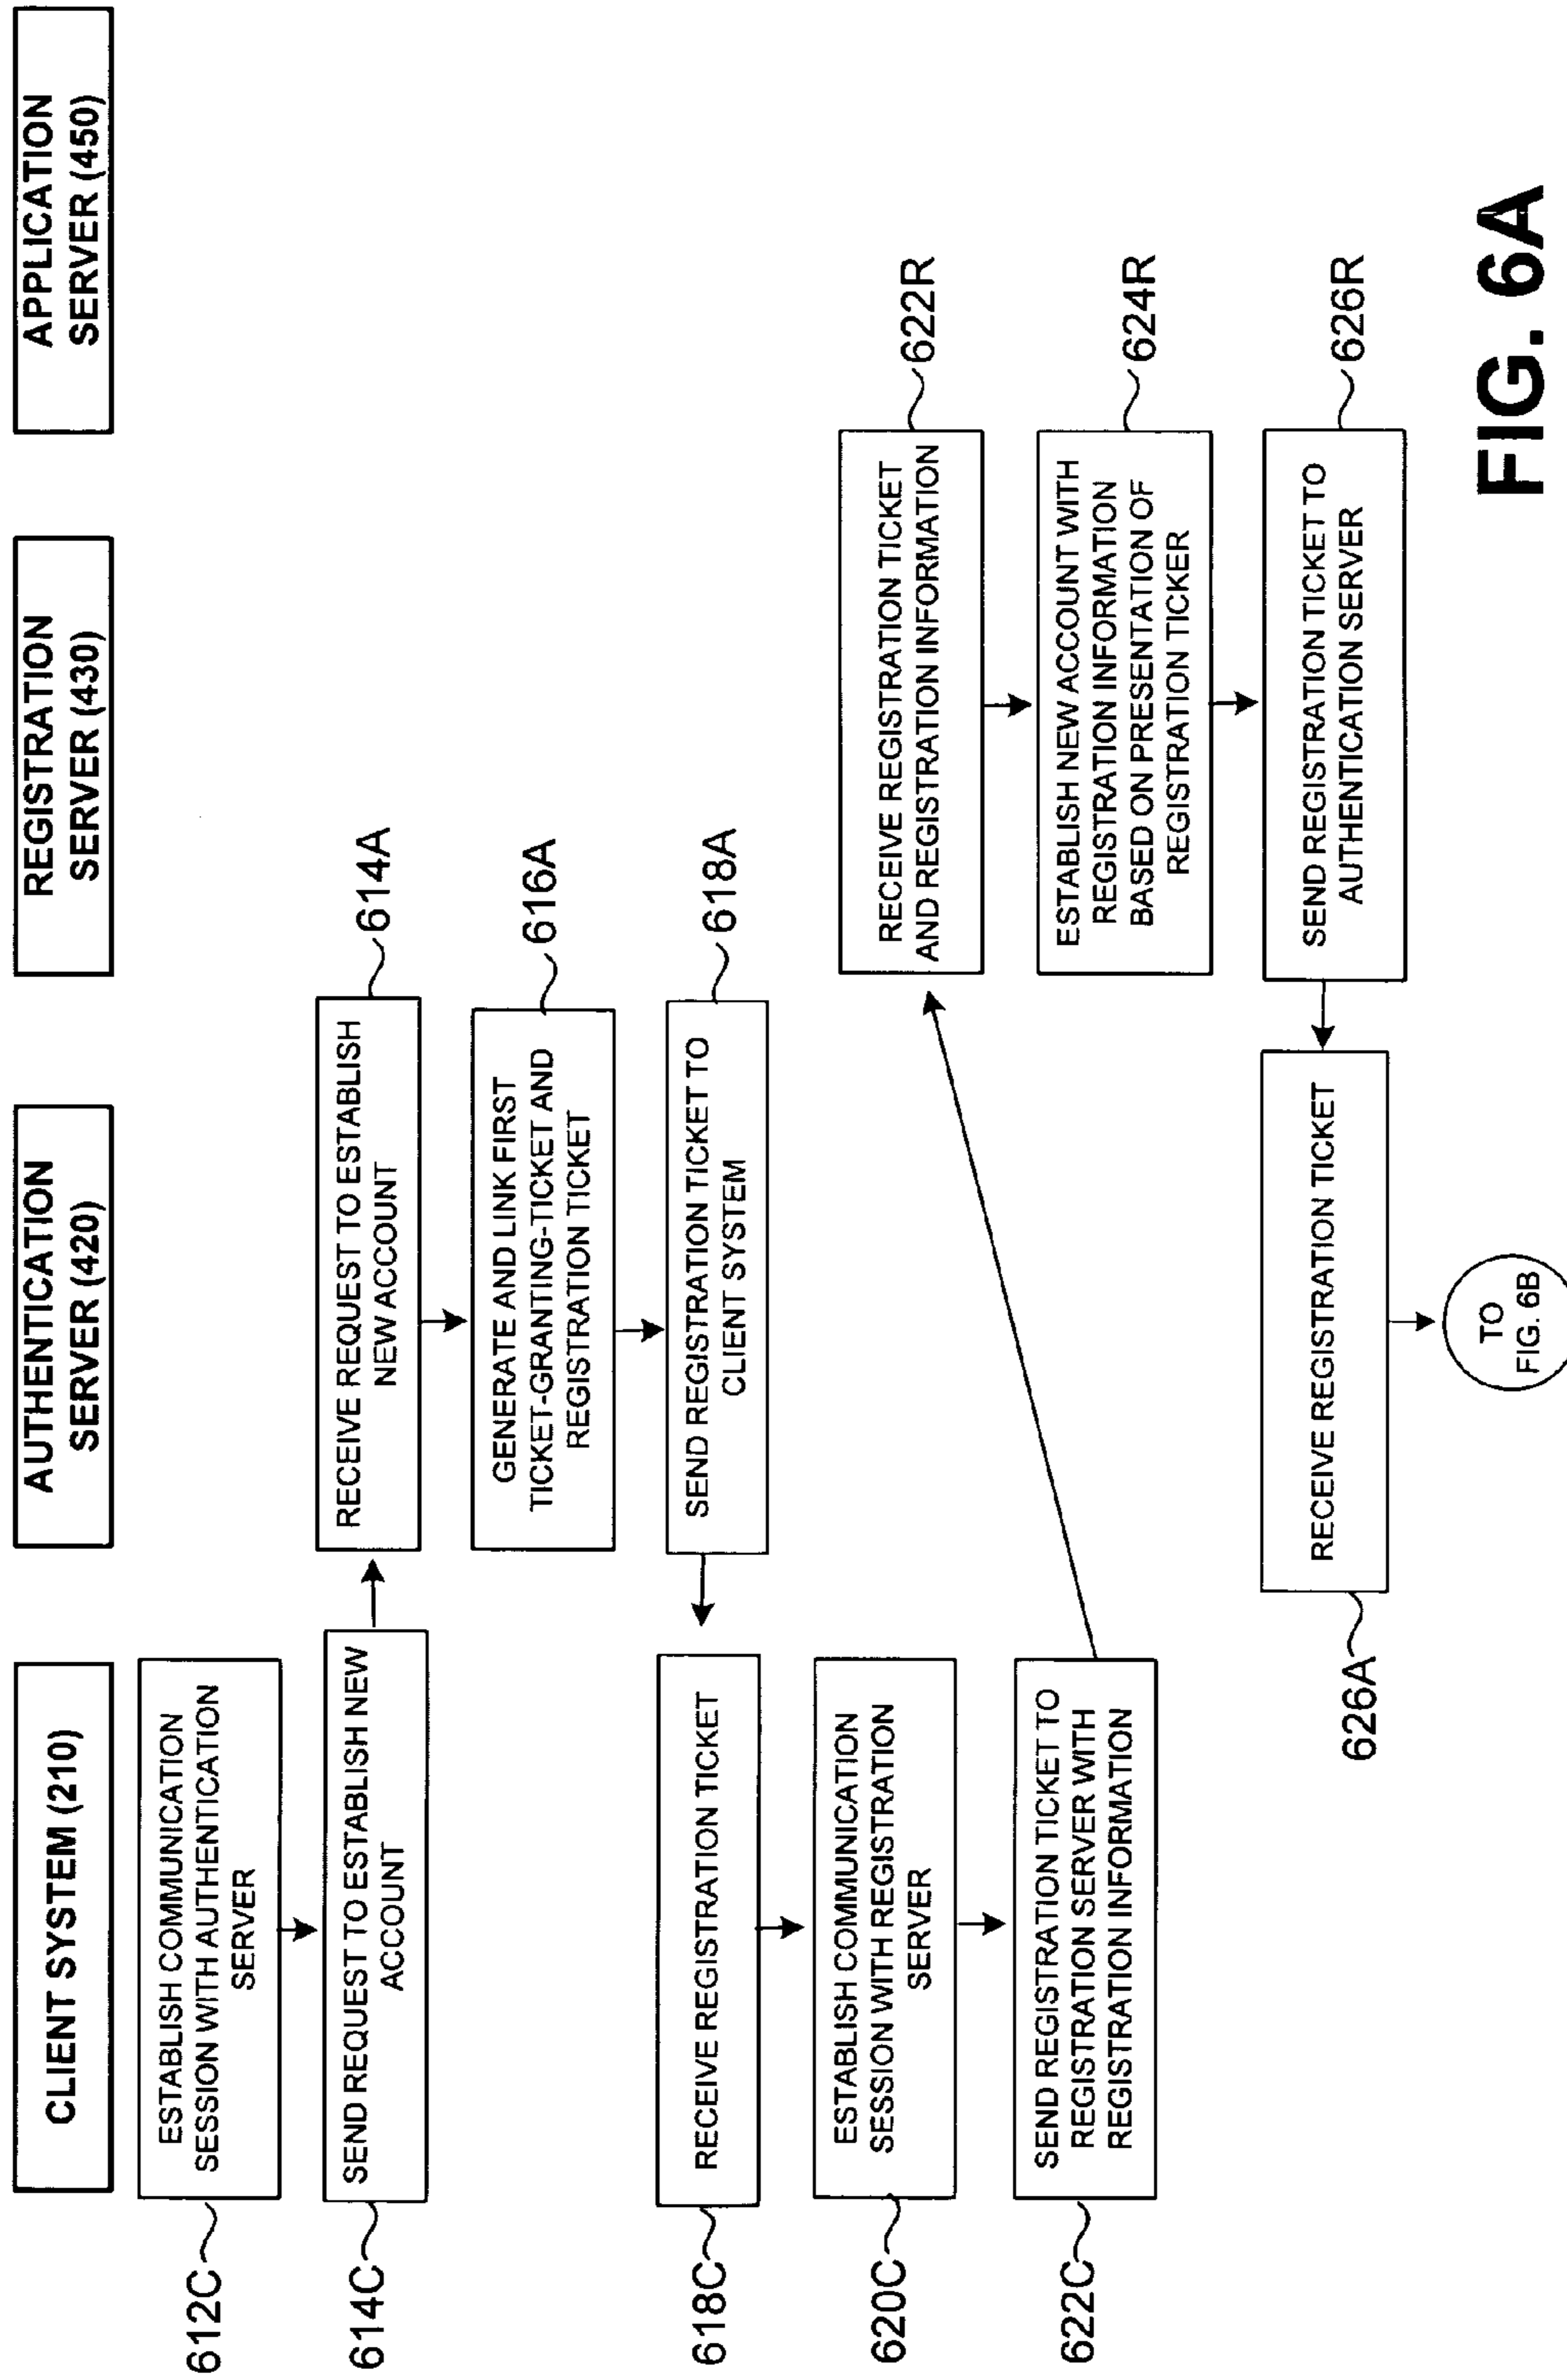 CLIENT SYSTEM (210)
AUTHENTICATION
SERVER (420)
REGISTRATION
SERVER (430)
APPLICATION
SERVER (450)
612C
ESTABLISH COMMUNICATION
SESSION WITH AUTHENTICATION
SERVER
614C
SEND REQUEST TO ESTABLISH NEW
ACCOUNT
RECEIVE REQUEST TO ESTABLISH
NEW ACCOUNT
614A
GENERATE AND LINK FIRST
TICKET-GRANTING-TICKET AND
REGISTRATION TICKET
616A
SEND REGISTRATION TICKET TO
CLIENT SYSTEM
618A
618C
RECEIVE REGISTRATION TICKET
620C
ESTABLISH COMMUNICATION
SESSION WITH REGISTRATION
SERVER
622C
SEND REGISTRATION TICKET TO
REGISTRATION SERVER WITH
REGISTRATION INFORMATION
RECEIVE REGISTRATION TICKET
AND REGISTRATION INFORMATION
622R
ESTABLISH NEW ACCOUNT WITH
REGISTRATION INFORMATION
BASED ON PRESENTATION OF
REGISTRATION TICKER
624R
SEND REGISTRATION TICKET TO
AUTHENTICATION SERVER
626R
626A
RECEIVE REGISTRATION TICKET
TO
FIG. 6B
FIG. 6A